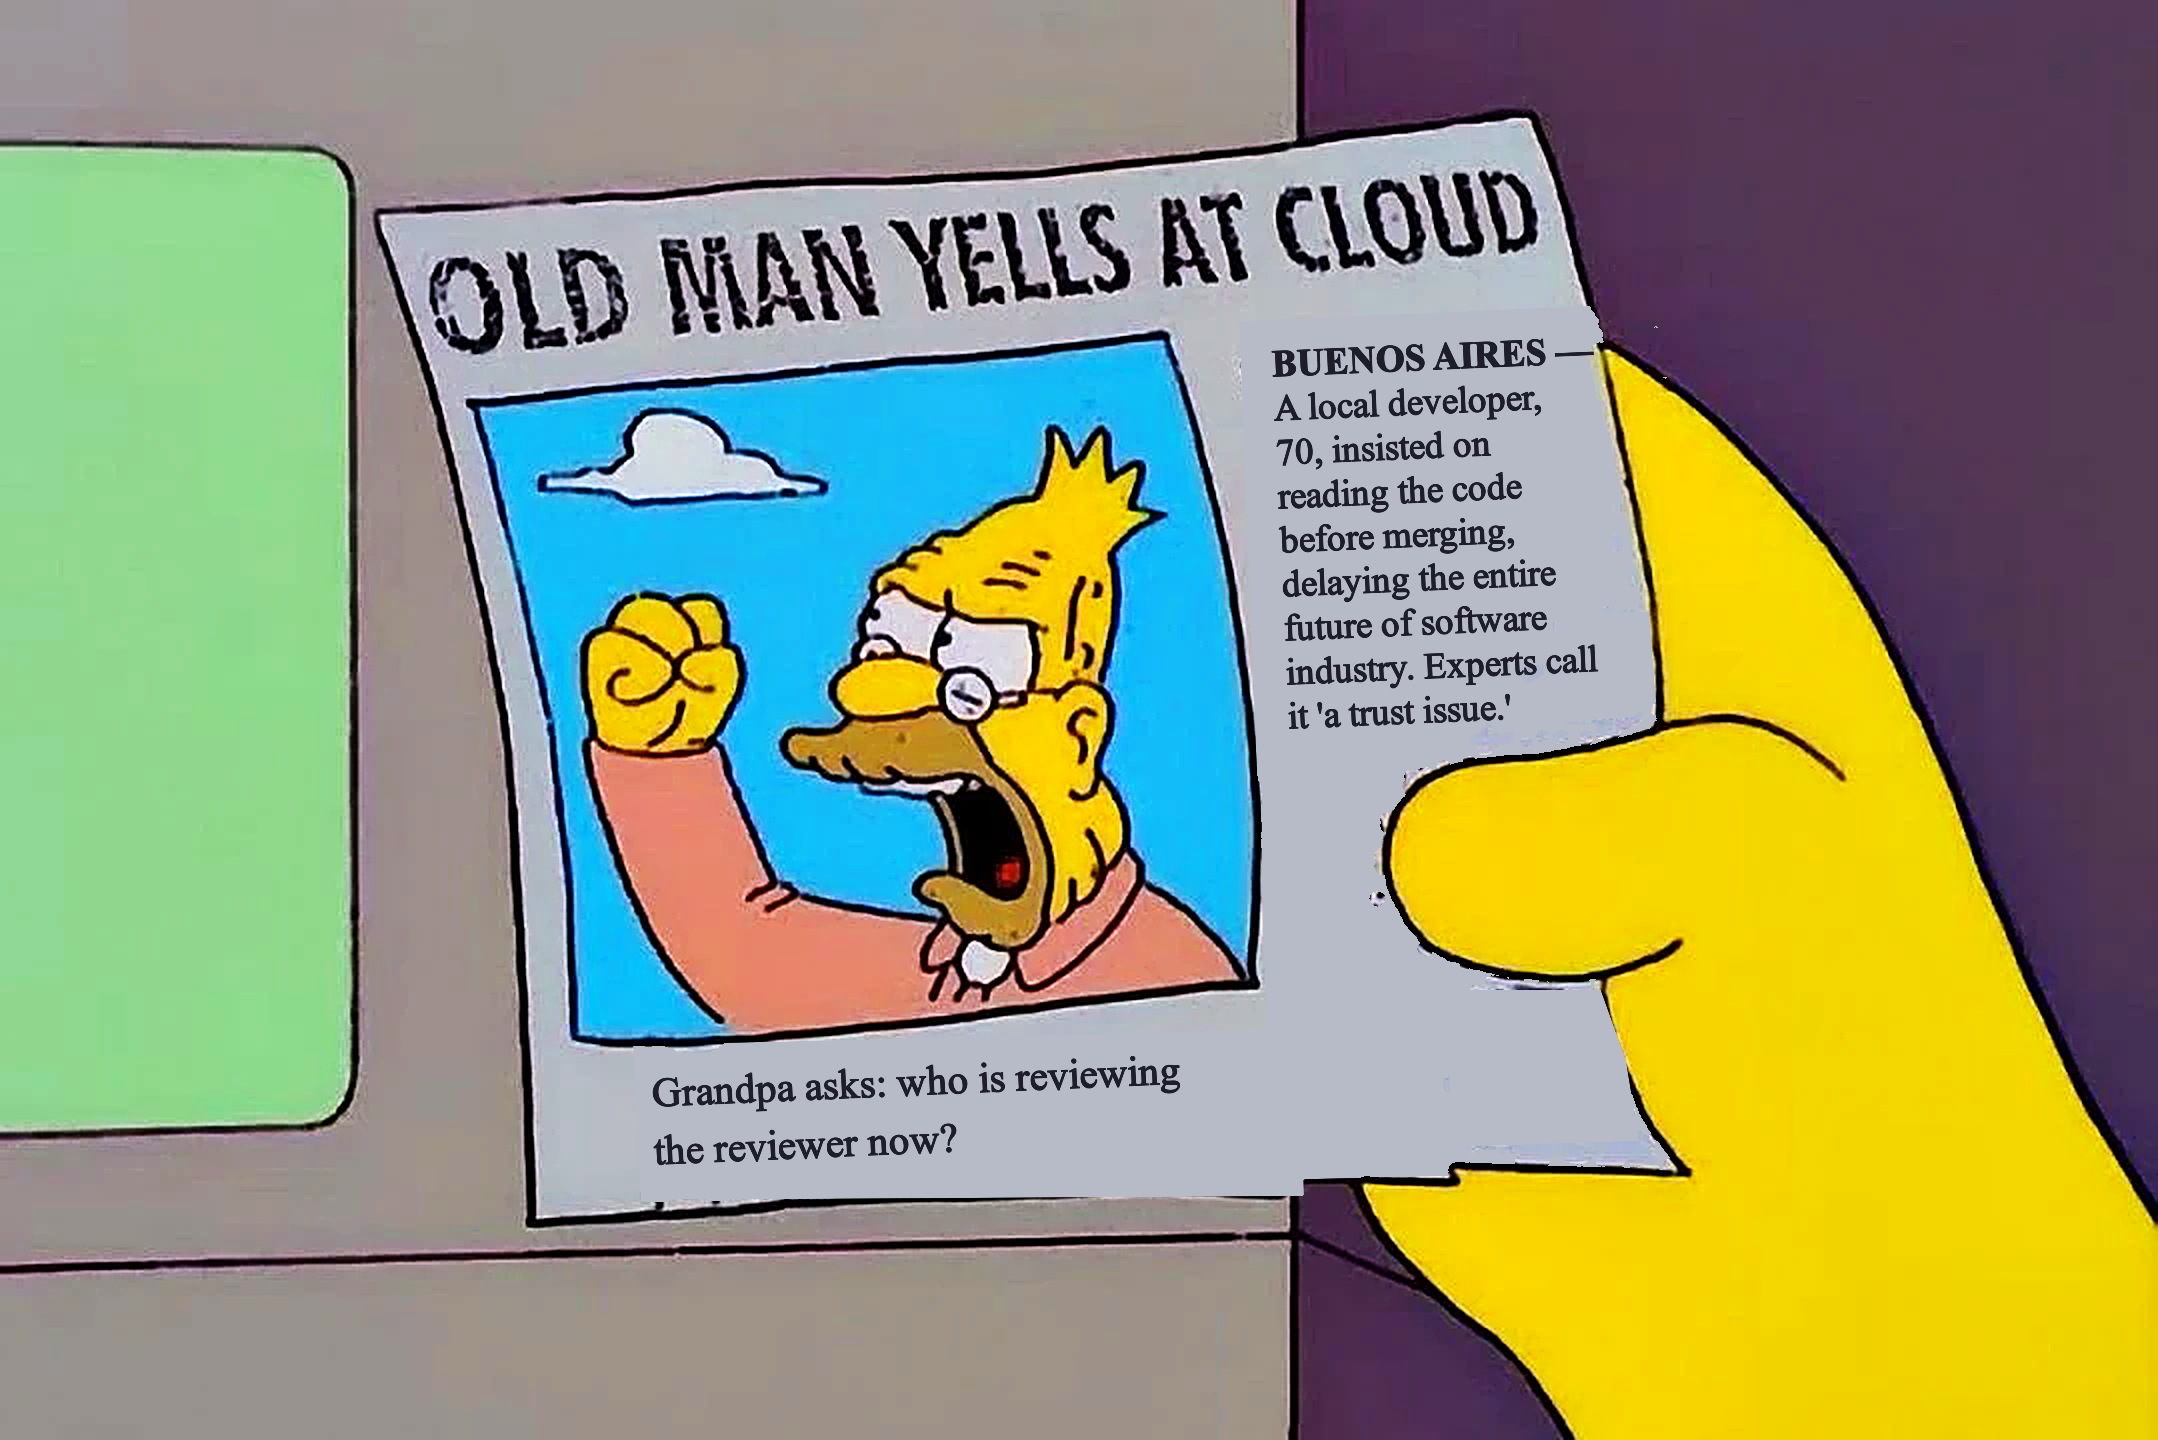 OLD MAN YELLS AT CLOUD
BUENOS AIRES —
A local developer,
70, insisted on
reading the code
before merging,
delaying the entire
future of software
industry. Experts call
it 'a trust issue.'
Grandpa asks: who is reviewing
the reviewer now?